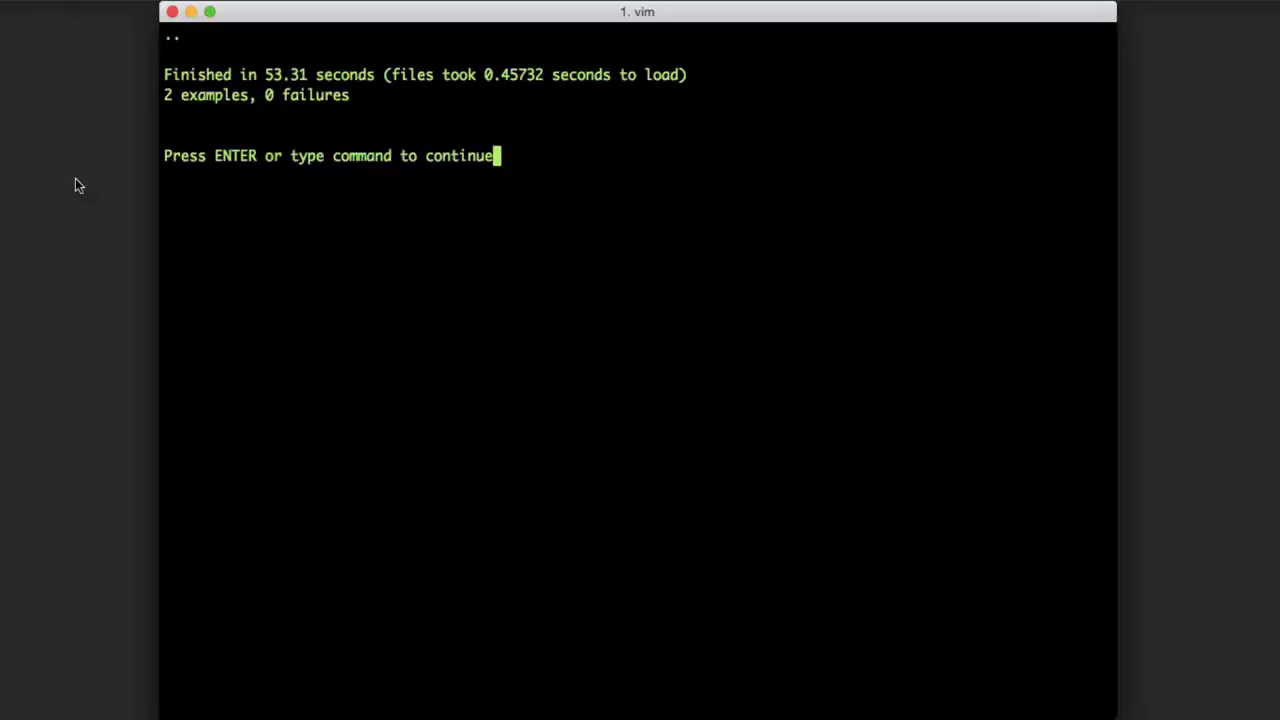 1. vim
..
Finished in 53.31 seconds (files took 0.45732 seconds to load)
2 examples, 0 failures
Press ENTER or type command to continue